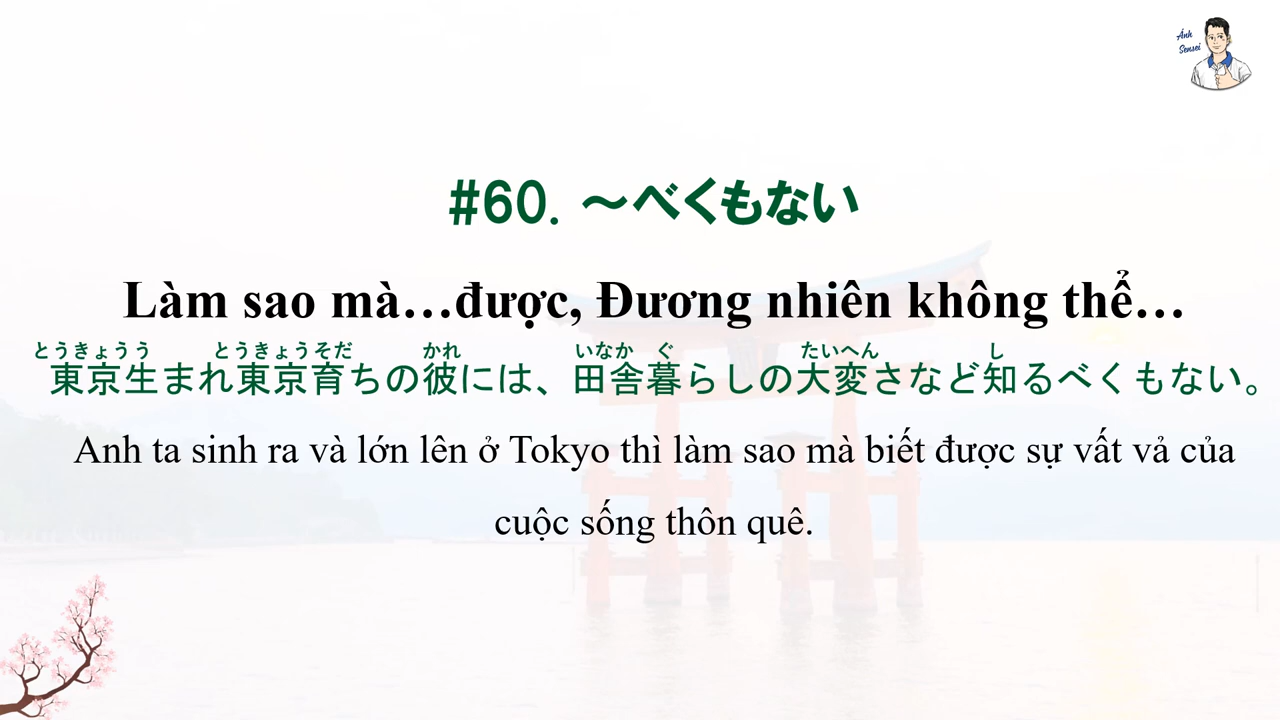 Ánh
Sensei
#60. ～べくもない
Làm sao mà…được, Đương nhiên không thể…
とうきょうう とうきょうそだ かれ いなか ぐ たいへん し
東京生まれ東京育ちの彼には、田舎暮らしの大変さなど知るべくもない。
Anh ta sinh ra và lớn lên ở Tokyo thì làm sao mà biết được sự vất vả của
cuộc sống thôn quê.